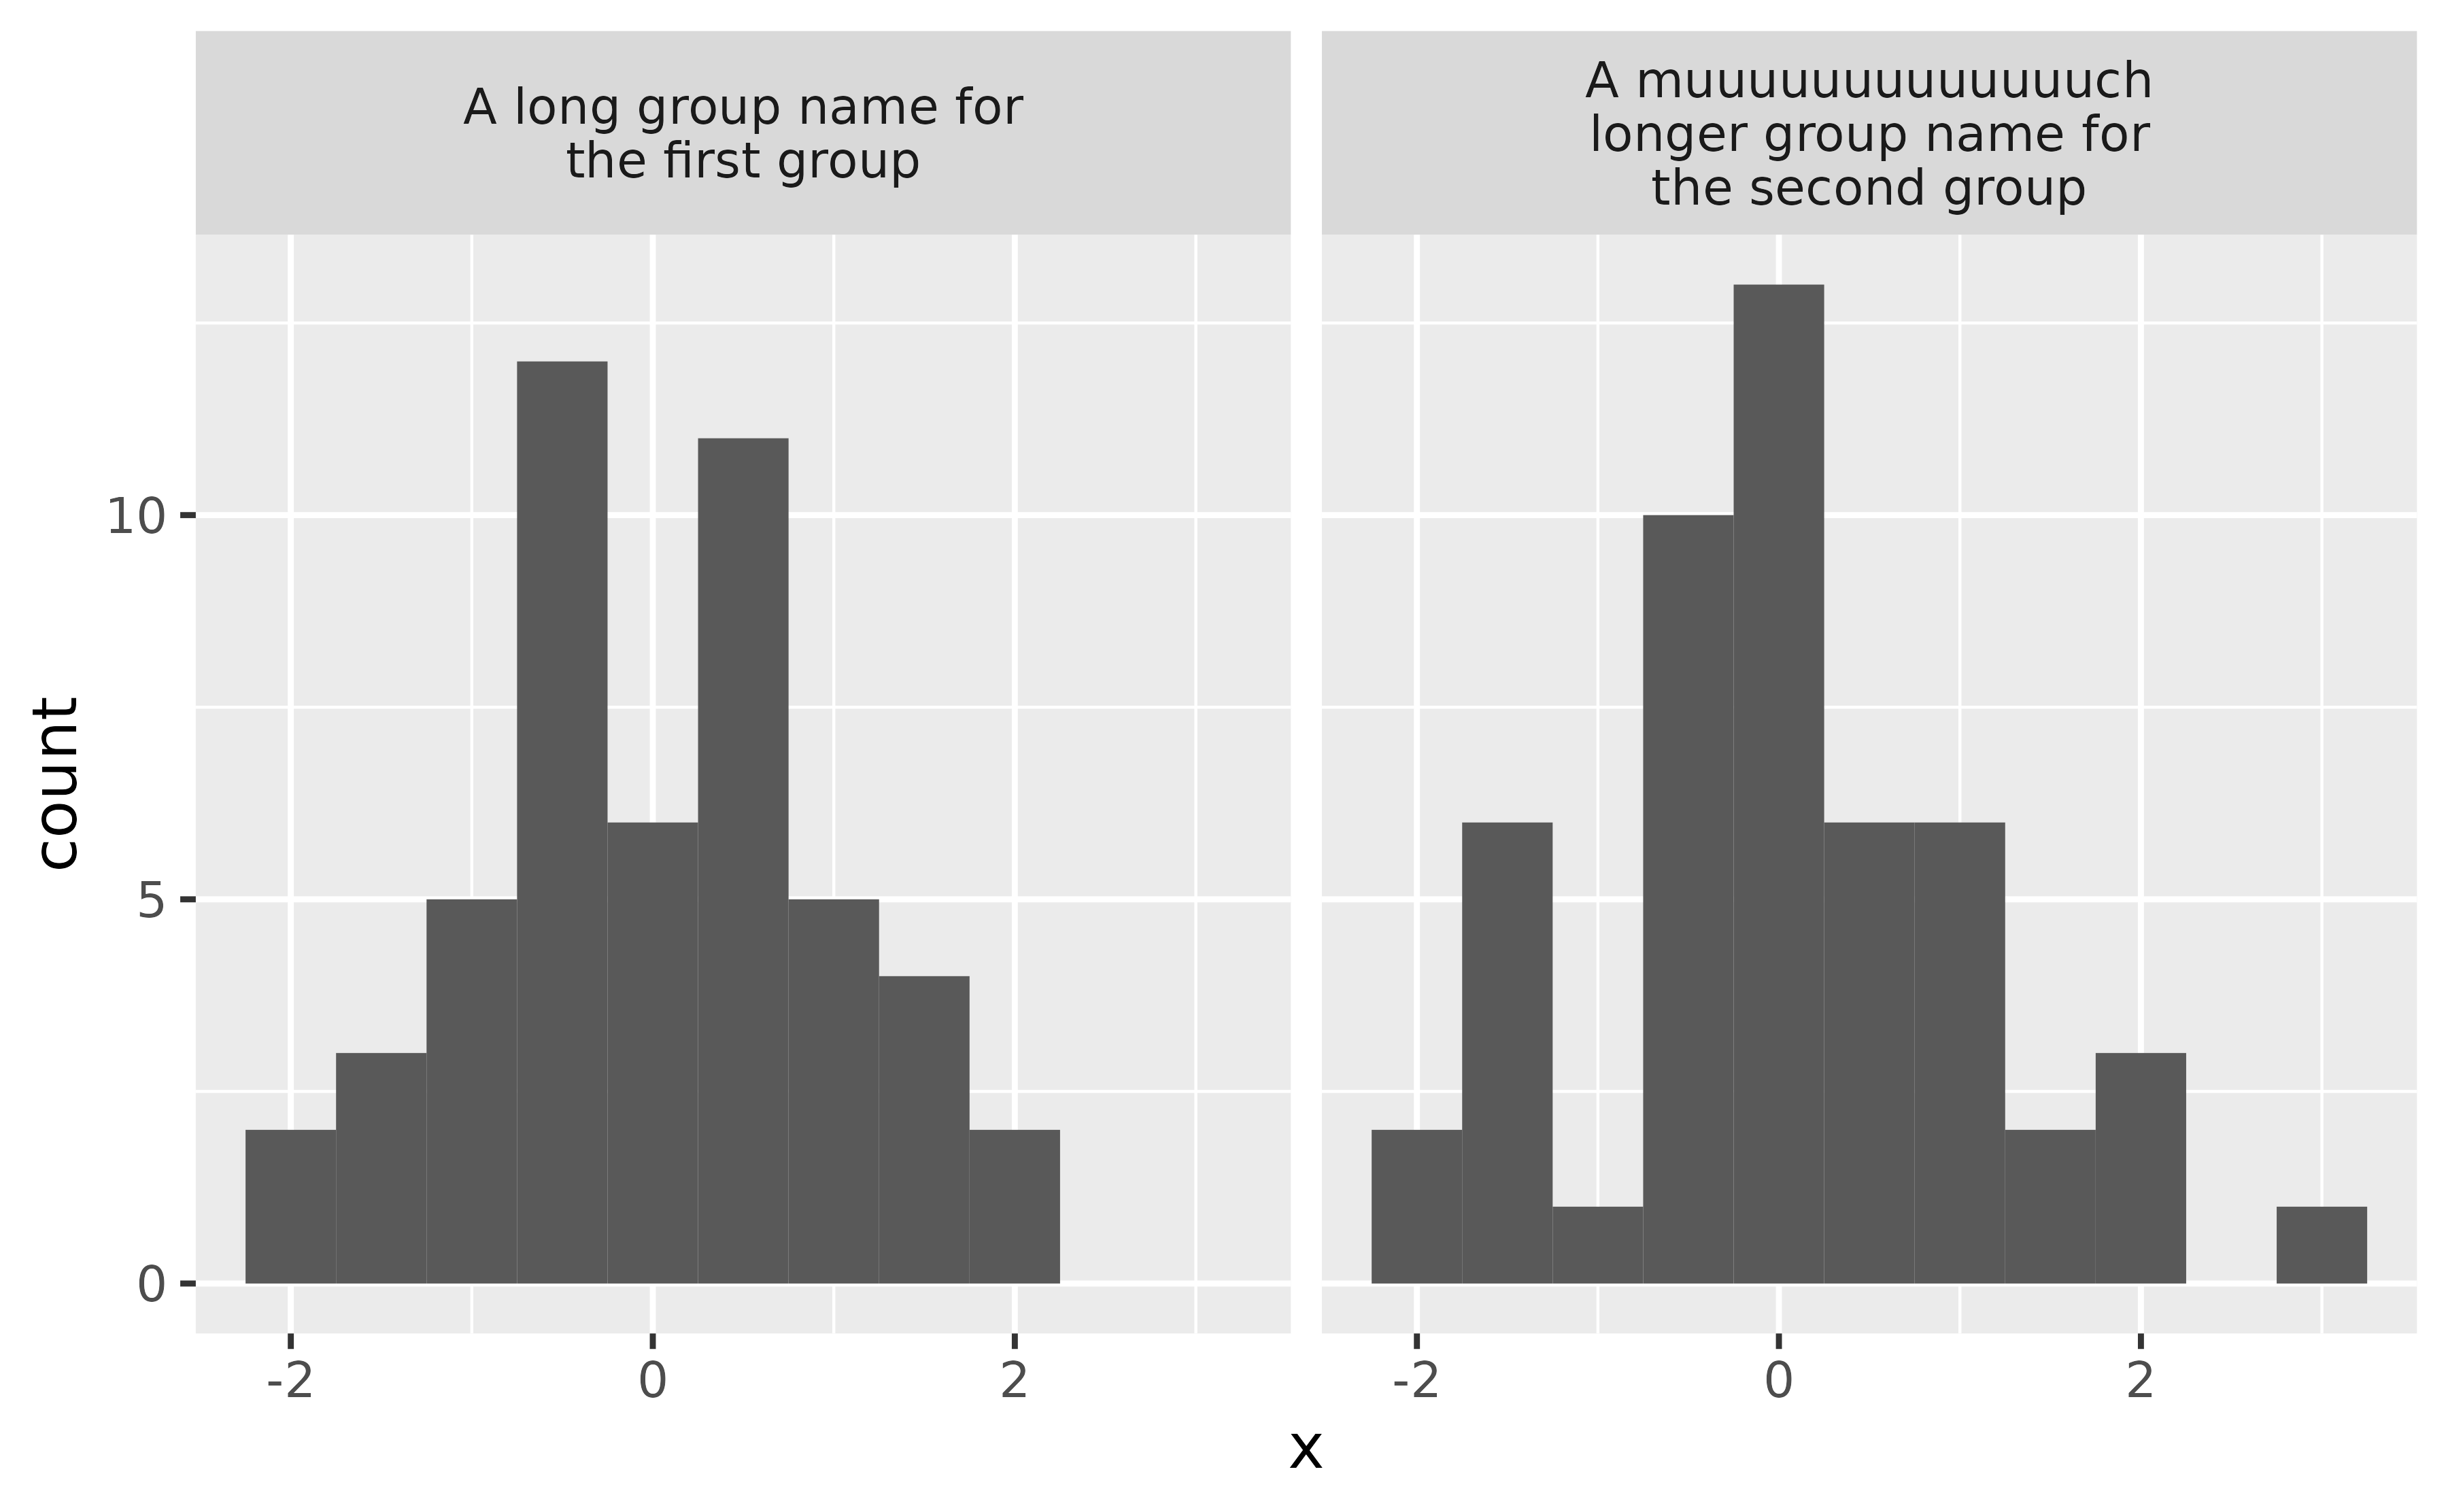 A long group name for
the first group
A muuuuuuuuuuuuuch
longer group name for
the second group
10
5
0
count
-2 0 2
-2 0 2
x